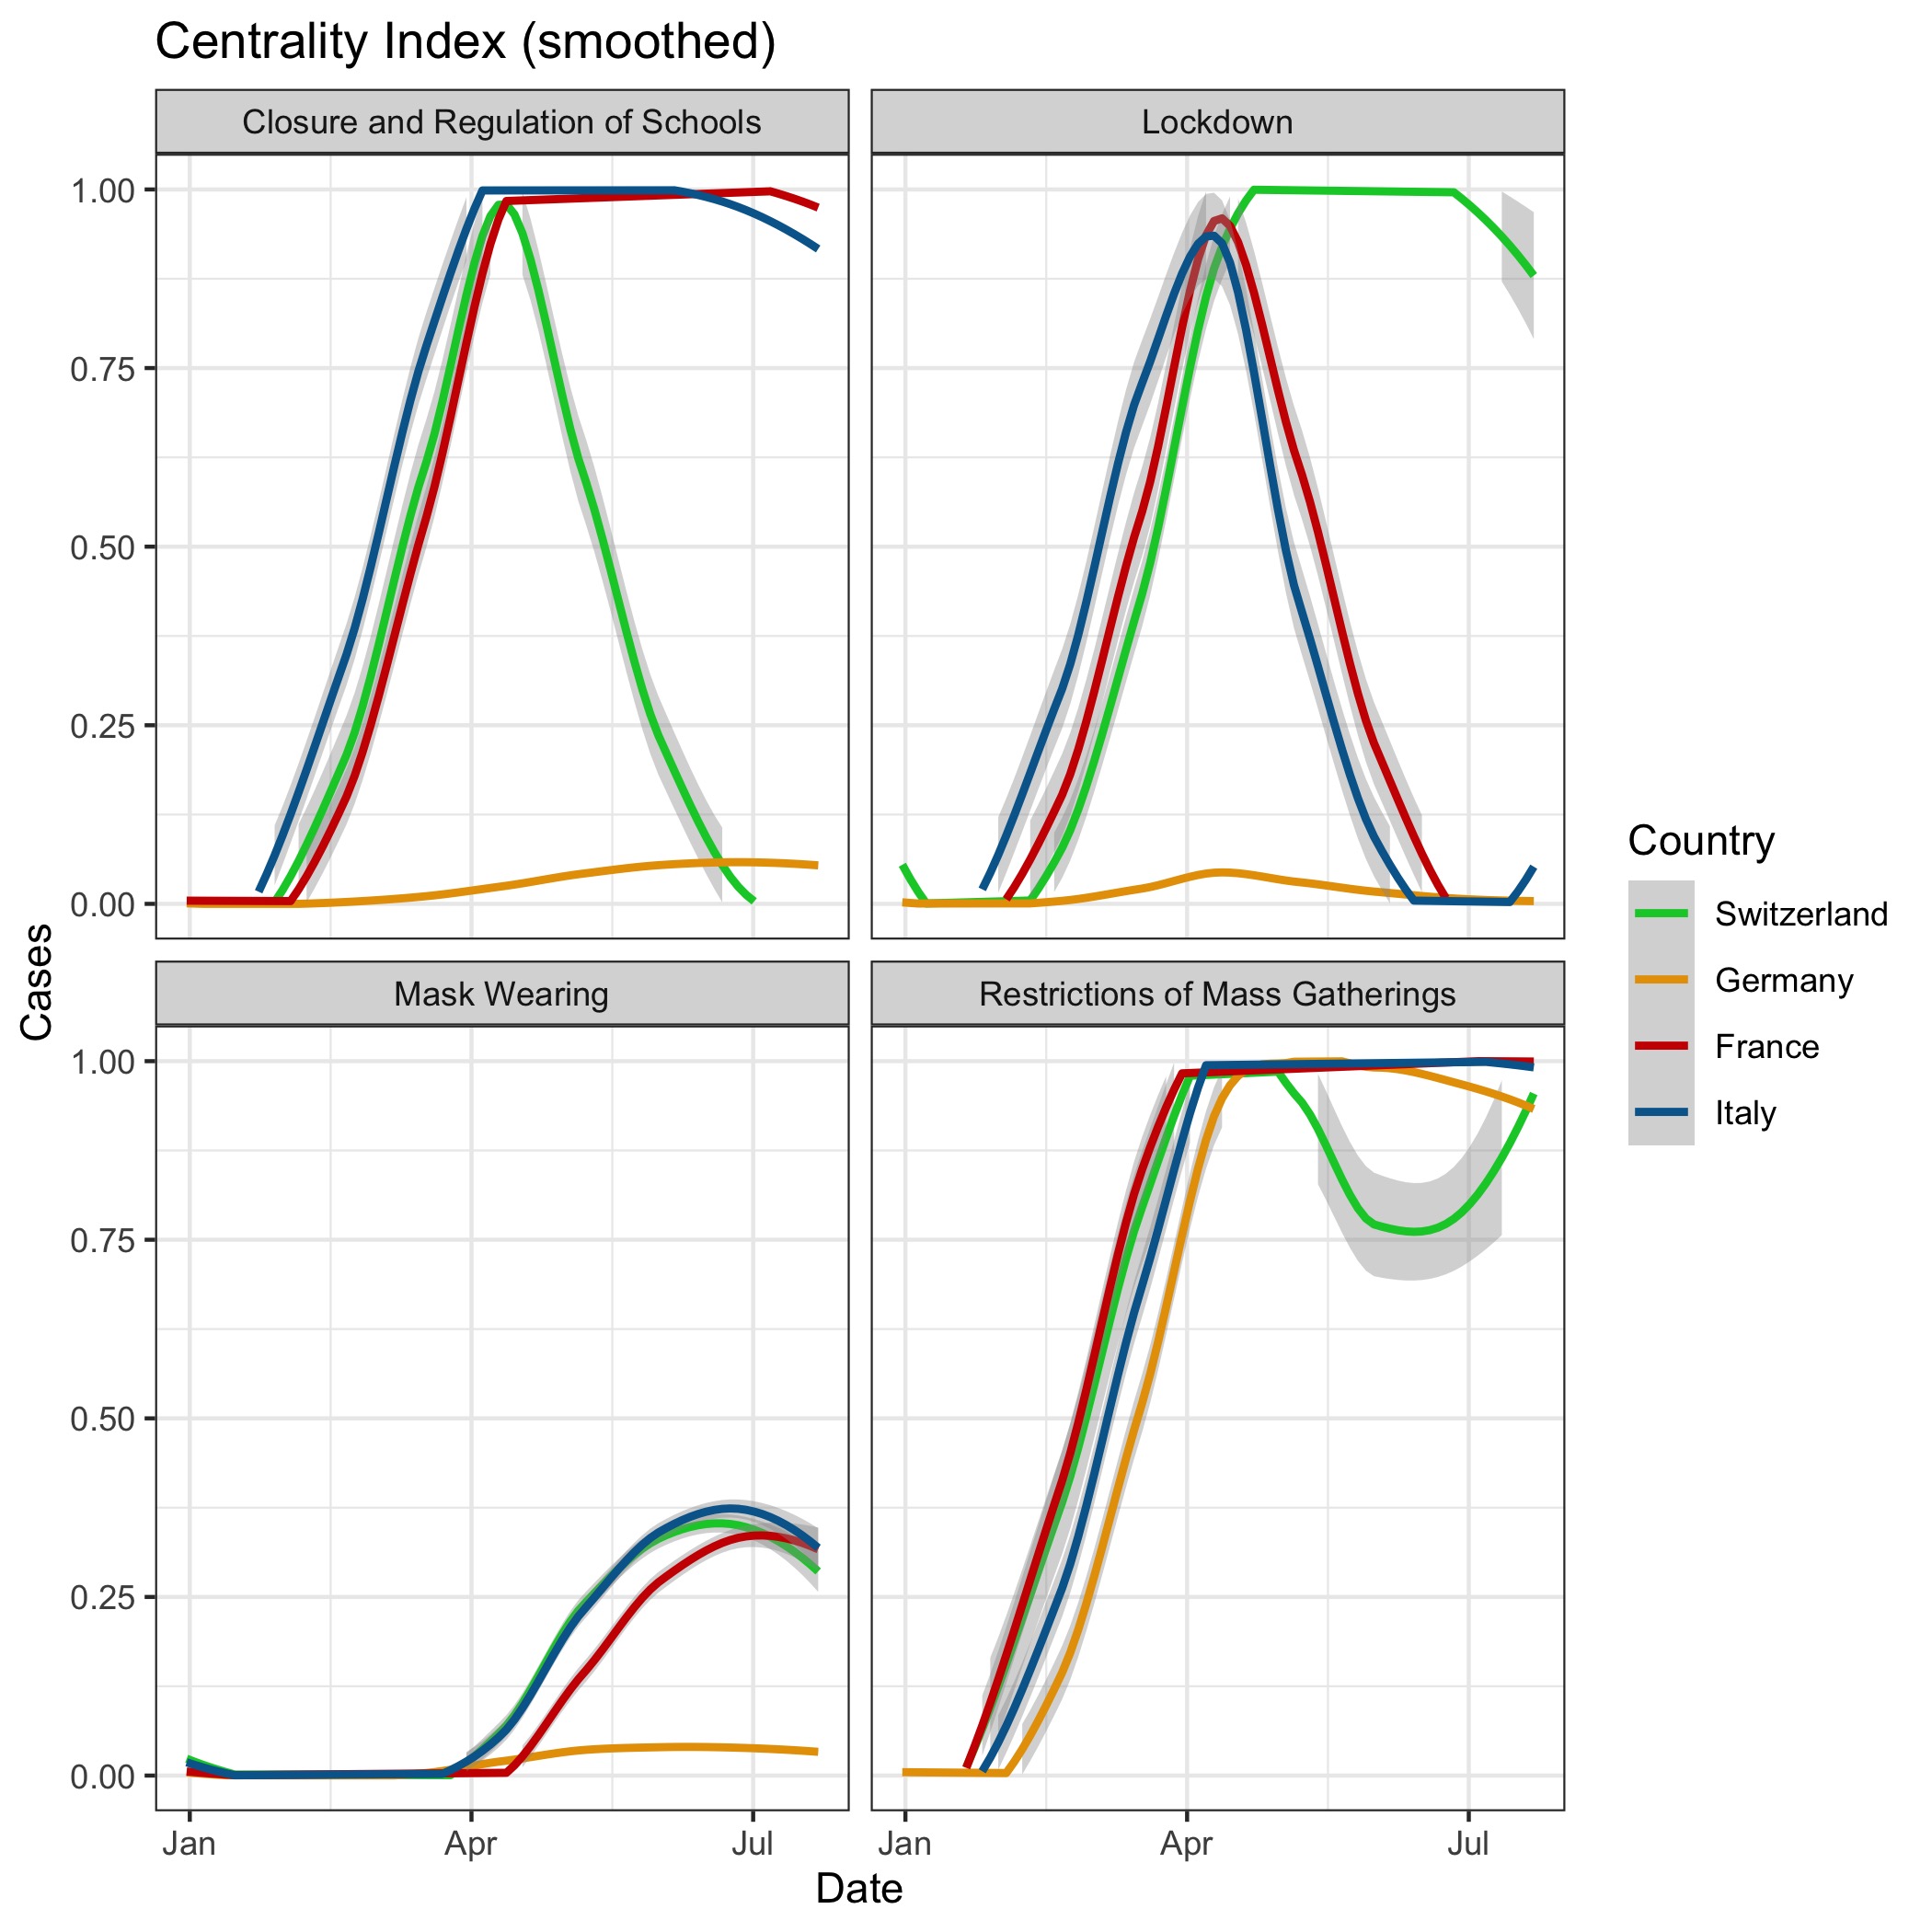 Centrality Index (smoothed)
Closure and Regulation of Schools
Lockdown
1.00
0.75
0.50
0.25
0.00
Mask Wearing
Restrictions of Mass Gatherings
1.00
0.75
0.50
0.25
0.00
Jan
Apr
Jul
Jan
Apr
Jul
Date
Cases
Country
Switzerland
Germany
France
Italy